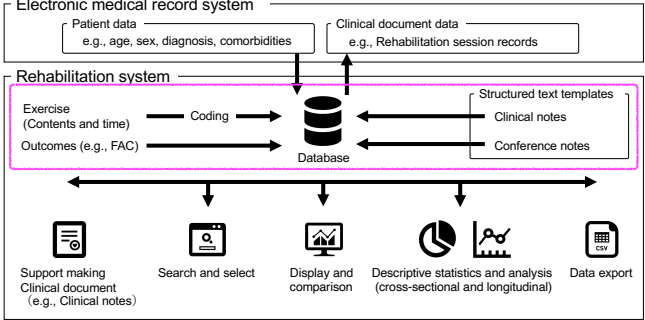 Electronic medical record system
Patient data
e.g., age, sex, diagnosis, comorbidities
Clinical document data
e.g., Rehabilitation session records
Rehabilitation system
Exercise
(Contents and time)
Coding
Outcomes (e.g., FAC)
Database
Structured text templates
Clinical notes
Conference notes
Support making
Clinical document
(e.g., Clinical notes)
Search and select
Display and
comparison
Descriptive statistics and analysis
(cross-sectional and longitudinal)
CSV
Data export